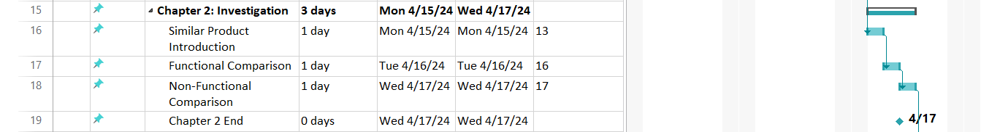 15 Chapter 2: Investigation 3 days Mon 4/15/24 Wed 4/17/24
16 Similar Product Introduction 1 day Mon 4/15/24 Mon 4/15/24 13
17 Functional Comparison 1 day Tue 4/16/24 Tue 4/16/24 16
18 Non-Functional Comparison 1 day Wed 4/17/24 Wed 4/17/24 17
19 Chapter 2 End 0 days Wed 4/17/24 Wed 4/17/24 4/17